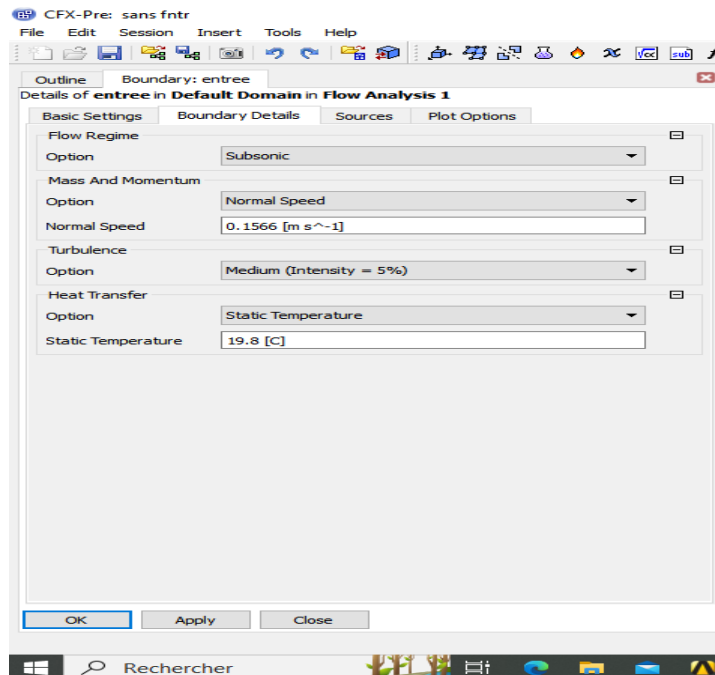 CFX-Pre: sans fntr
File Edit Session Insert Tools Help
√cc sub
Outline Boundary: entree
Details of entree in Default Domain in Flow Analysis 1
Basic Settings Boundary Details Sources Plot Options
Flow Regime
Option Subsonic
Mass And Momentum
Option Normal Speed
Normal Speed 0.1566 [m s^-1]
Turbulence
Option Medium (Intensity = 5%)
Heat Transfer
Option Static Temperature
Static Temperature 19.8 [C]
OK Apply Close
Rechercher